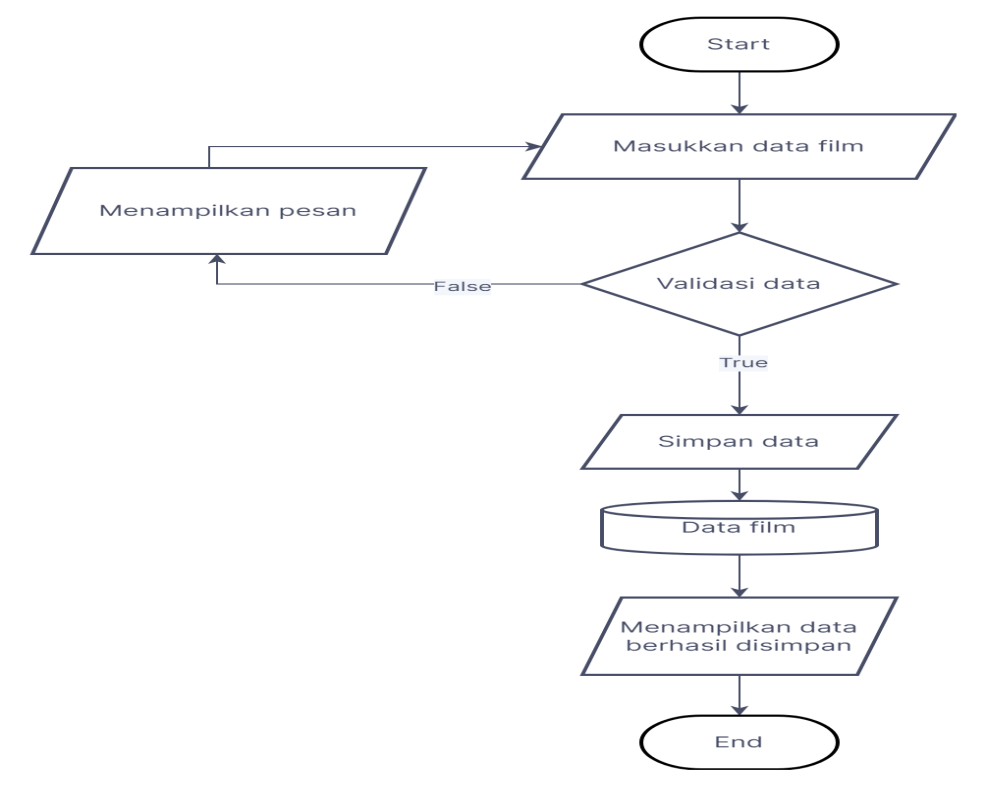 Start
Masukkan data film
Menampilkan pesan
Validasi data
False
True
Simpan data
Data film
Menampilkan data
berhasil disimpan
End